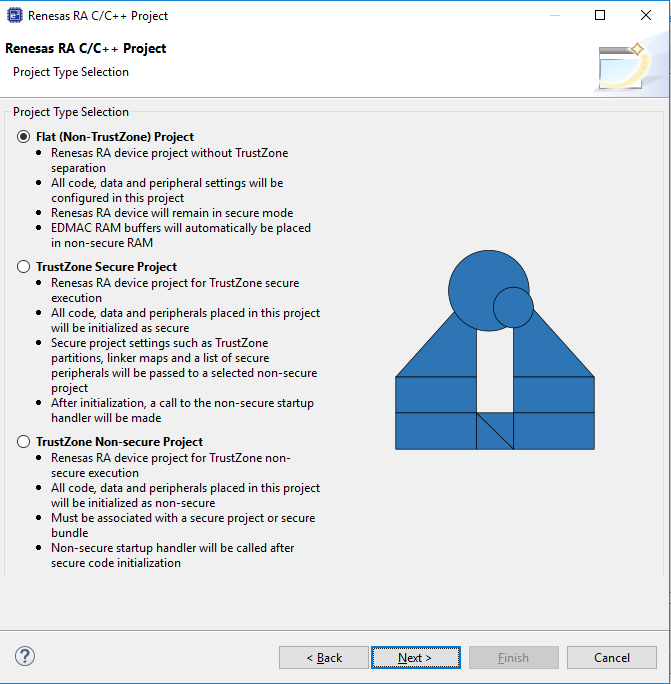 Renesas RA C/C++ Project
Renesas RA C/C++ Project
Project Type Selection
Project Type Selection
Flat (Non-TrustZone) Project
• Renesas RA device project without TrustZone
separation
• All code, data and peripheral settings will be
configured in this project
• Renesas RA device will remain in secure mode
• EDMAC RAM buffers will automatically be placed
in non-secure RAM
TrustZone Secure Project
• Renesas RA device project for TrustZone secure
execution
• All code, data and peripherals placed in this project
will be initialized as secure
• Secure project settings such as TrustZone
partitions, linker maps and a list of secure
peripherals will be passed to a selected non-secure
project
• After initialization, a call to the non-secure startup
handler will be made
TrustZone Non-secure Project
• Renesas RA device project for TrustZone non-
secure execution
• All code, data and peripherals placed in this project
will be initialized as non-secure
• Must be associated with a secure project or secure
bundle
• Non-secure startup handler will be called after
secure code initialization
?
< Back
Next >
Finish
Cancel